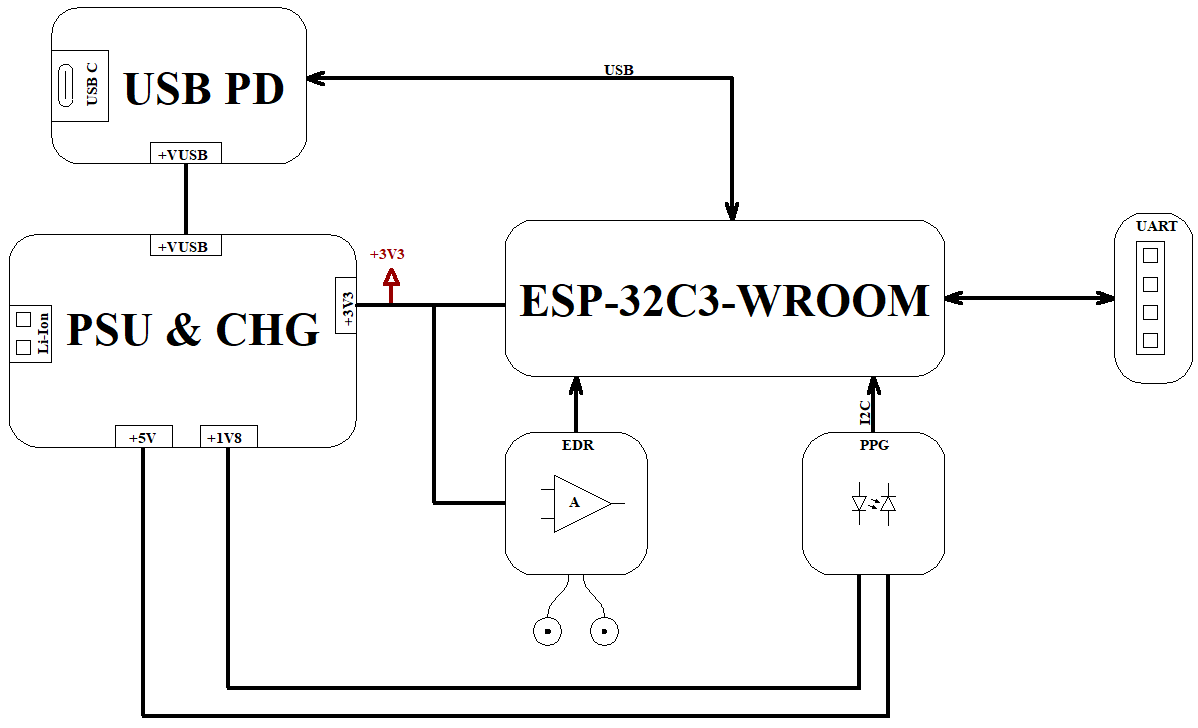 USB C
USB PD
+VUSB
USB
+VUSB
+3V3
+3V3
Li-Ion
PSU & CHG
+5V
+1V8
ESP-32C3-WROOM
UART
I2C
EDR
A
PPG